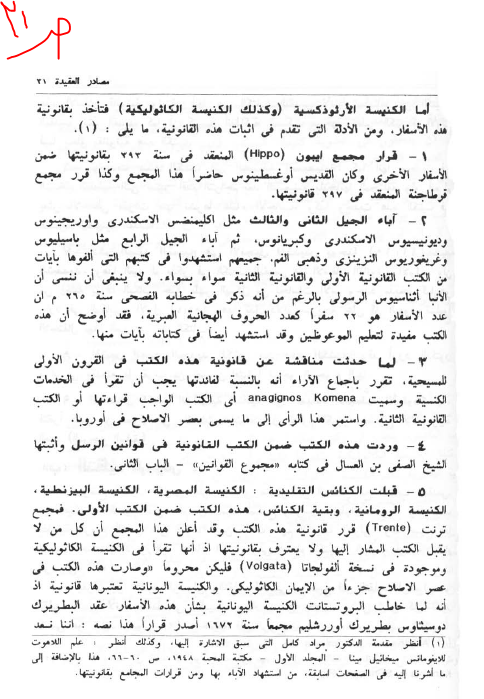 ص ٢١
مصادر العقيدة ٢١
أما الكنيسة الأرثوذكسية (وكذلك الكنيسة الكاثوليكية) فتأخذ بقانونية
هذه الأسفار، ومن الأدلة التى تقدم فى اثبات هذه القانونية، ما يلى : (١).
١ – قرار مجمع ايبون (Hippo) المنعقد فى سنة ٣٩٣ بقانونيتها ضمن
الأسفار الأخرى وكان القديس أوغسطينوس حاضراً هذا المجمع وكذا قرر مجمع
قرطاجنة المنعقد فى ٣٩٧ قانونيتها.
٢ – آباء الجيل الثانى والثالث مثل اكليمنضس الاسكندرى واوريجينوس
وديونيسيوس الاسكندرى وكبريانوس، ثم آباء الجيل الرابع مثل باسيليوس
وغريغوريوس النزينزى وذهبى الفم، جميعهم استشهدوا فى كتبهم التى ألفوها بآيات
من الكتب القانونية الأولى والقانونية الثانية سواء بسواء. ولا ينبغى أن ننسى أن
الأنبا أثناسيوس الرسولى بالرغم من أنه ذكر فى خطابه الفصحى سنة ٣٦٥ م ان
عدد الأسفار هو ٢٢ سفراً كعدد الحروف الهجانية العبرية، فقد أوضح أن هذه
الكتب مفيدة لتعليم الموعوظين وقد استشهد أيضاً فى كتاباته بآيات منها.
٣ – لما حدثت مناقشة عن قانونية هذه الكتب فى القرون الأولى
للمسيحية، تقرر باجماع الآراء أنه بالنسبة لفائدتها يجب أن تقرأ فى الخدمات
الكنسية وسميت anagignos Komena أى الكتب الواجب قراءتها أو الكتب
القانونية الثانية. واستمر هذا الرأى إلى ما يسمى بعصر الاصلاح فى أوروبا.
٤ – وردت هذه الكتب ضمن الكتب القانونية فى قوانين الرسل وأثبتها
الشيخ الصفى بن العسال فى كتابه «مجموع القوانين» – الباب الثانى.
٥ – قبلت الكنائس التقليدية : الكنيسة المصرية، الكنيسة البيزنطية،
الكنيسة الرومانية، وبقية الكنائس، هذه الكتب ضمن الكتب الأولى. فمجمع
ترنت (Trente) قرر قانونية هذه الكتب وقد أعلن هذا المجمع أن كل من لا
يقبل الكتب المشار إليها ولا يعترف بقانونيتها اذ أنها تقرأ فى الكنيسة الكاثوليكية
وموجودة فى نسخة ألفولجاتا (Volgata) فليكن محروماً «وصارت هذه الكتب فى
عصر الاصلاح جزءاً من الايمان الكاثوليكى. والكنيسة اليونانية تعتبرها قانونية اذ
أنه لما خاطب البروتستانت الكنيسة اليونانية بشأن هذه الأسفار عقد البطريرك
دوسيثاوس بطريرك أورشليم مجمعاً سنة ١٦٧٢ أصدر قراراً هذا نصه : اننا نعد
(١) أنظر مقدمة الدكتور مراد كامل التى سبق الاشارة إليها، وكذلك أنظر : علم اللاهوت
للايغومانس ميخائيل مينا – المجلد الأول – مكتبة المحبة ١٩٤٨، ص ٦٠–٦٦، هذا بالإضافة إلى
ما أشرنا إليه فى الصفحات السابقة، من استشهاد الآباء بها ومن قرارات المجامع بقانونيتها.